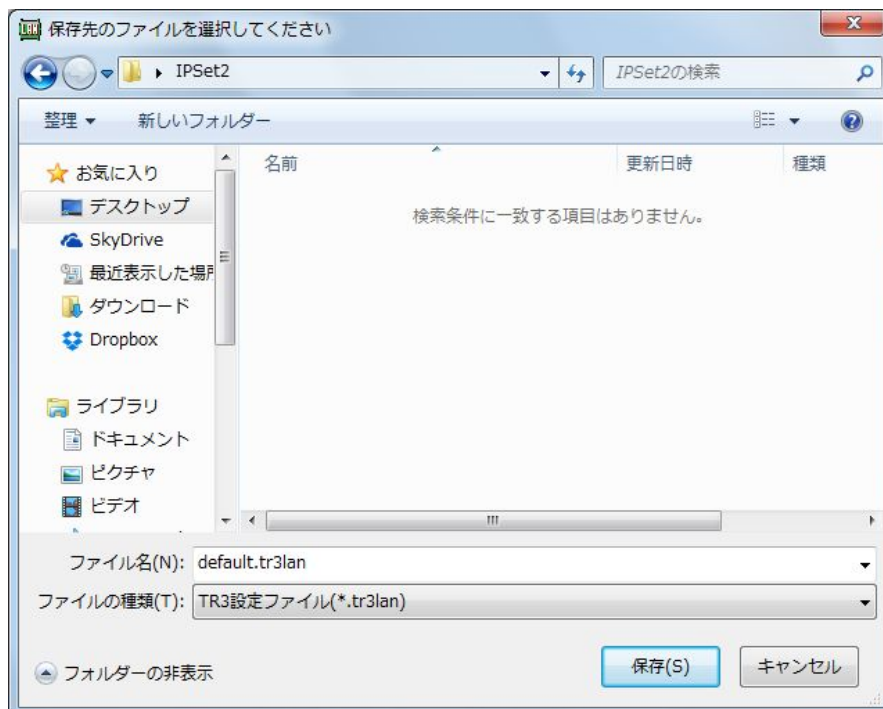 保存先のファイルを選択してください
IPSet2
IPSet2の検索
整理
新しいフォルダー
お気に入り
デスクトップ
SkyDrive
最近表示した場所
ダウンロード
Dropbox
ライブラリ
ドキュメント
ピクチャ
ビデオ
名前
更新日時
種類
検索条件に一致する項目はありません。
ファイル名(N): default.tr3lan
ファイルの種類(T): TR3設定ファイル(*.tr3lan)
フォルダーの非表示
保存(S)
キャンセル